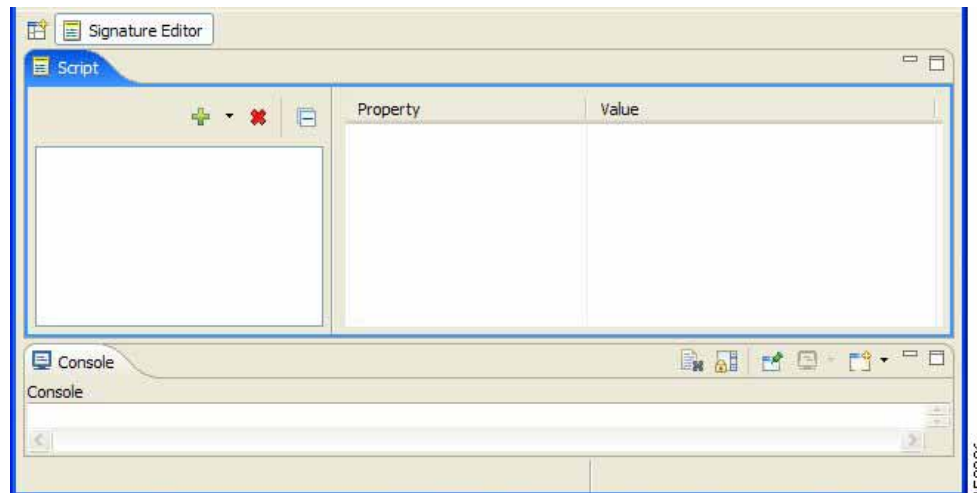 Signature Editor
Script
Property Value
Console
Console